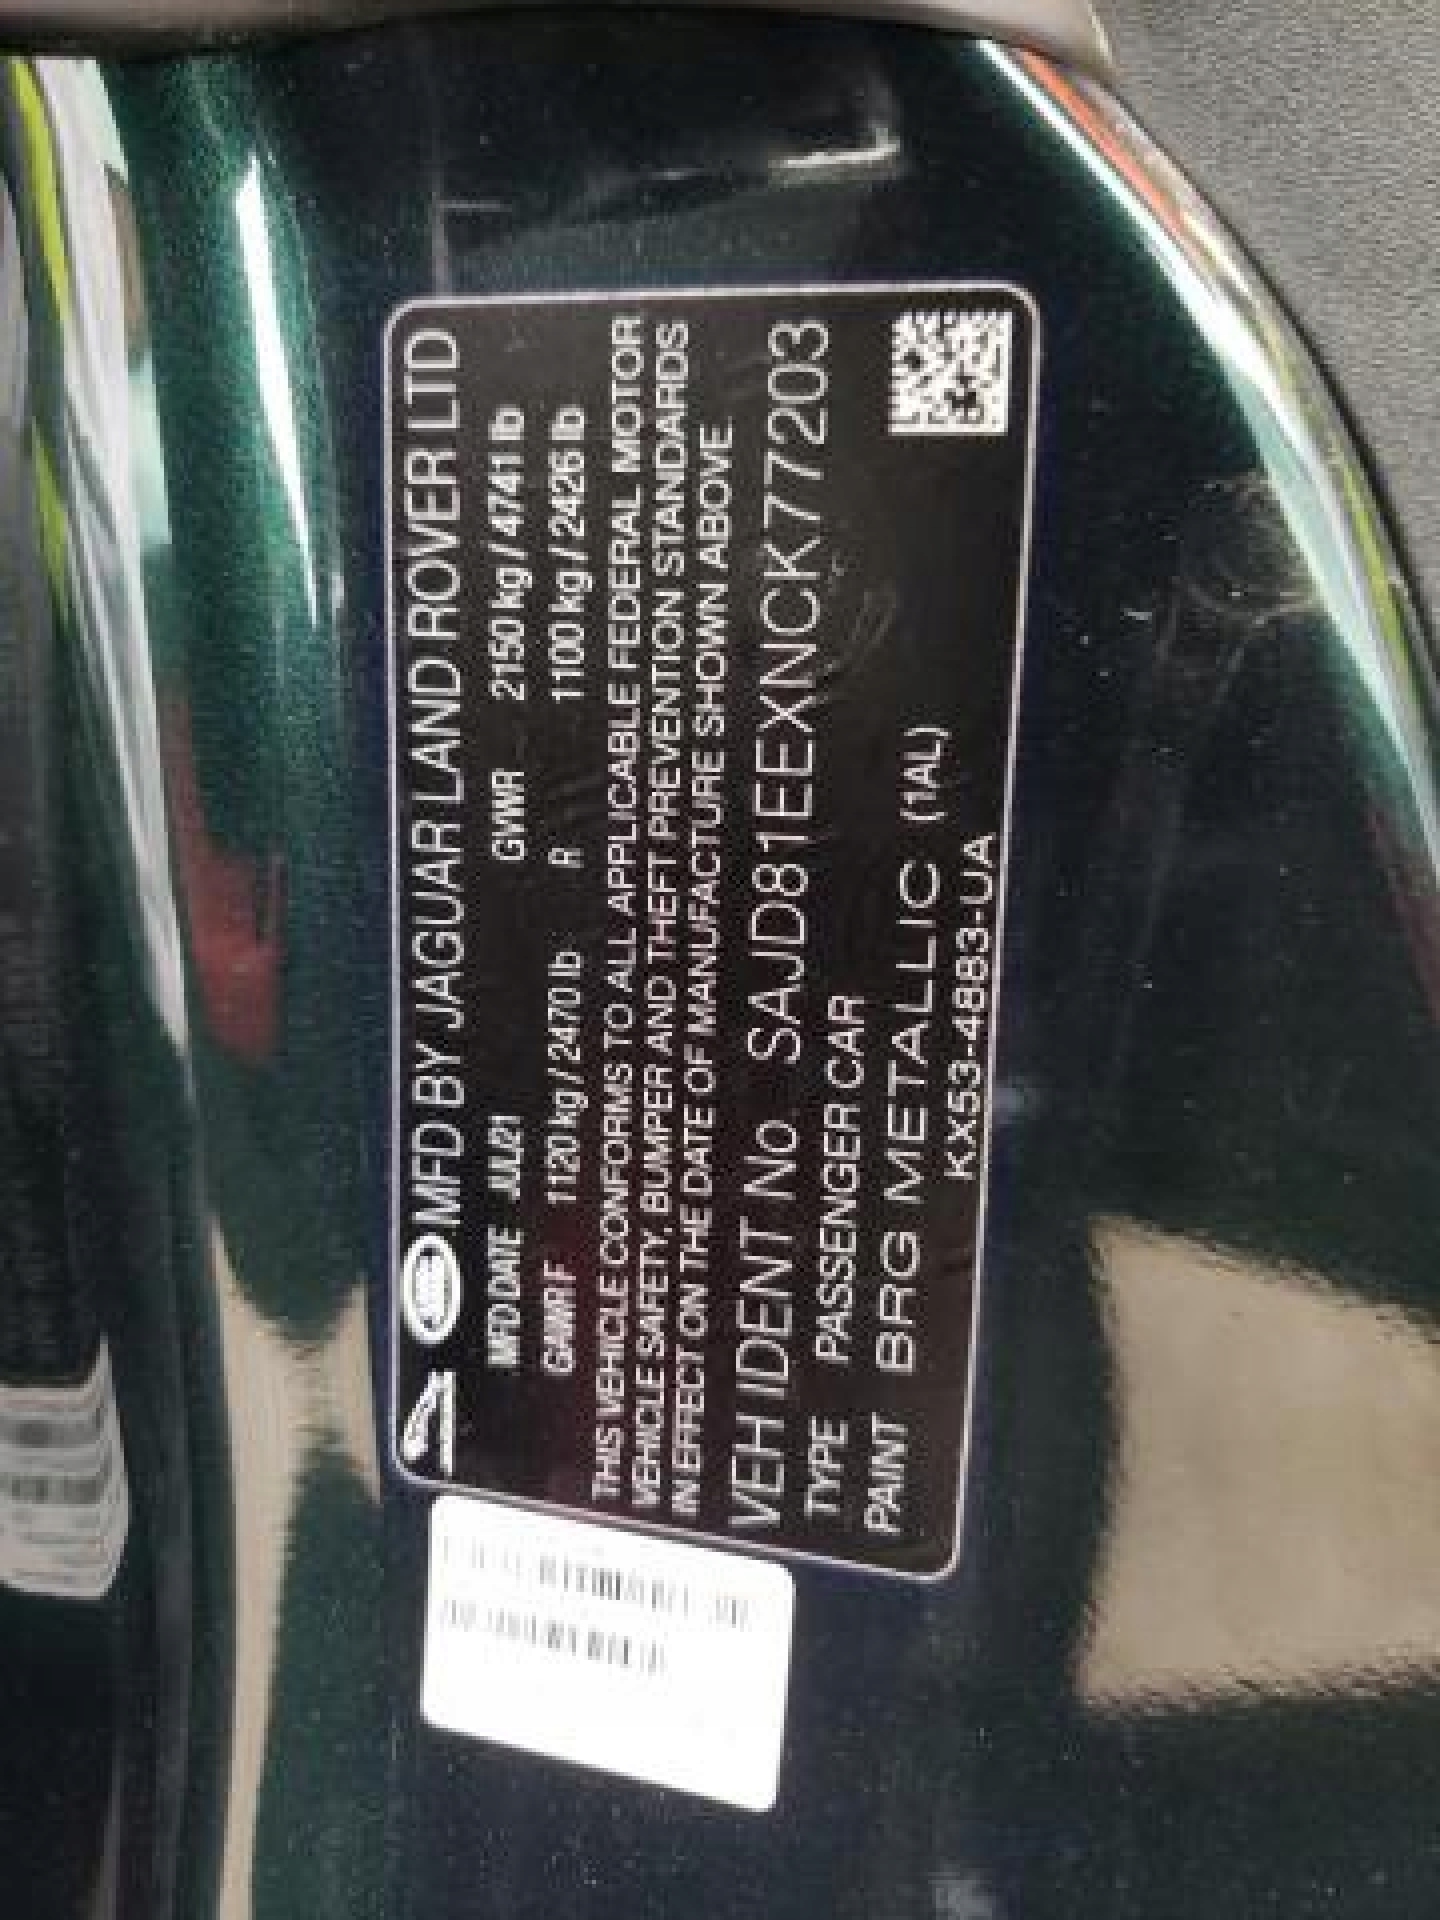 MFD BY JAGUAR LAND ROVER LTD
MFD DATE JUL/21 GVWR 2150 kg / 4741 lb
GAWR F 1120 kg / 2470 lb R 1100 kg / 2426 lb
THIS VEHICLE CONFORMS TO ALL APPLICABLE FEDERAL MOTOR
VEHICLE SAFETY, BUMPER AND THEFT PREVENTION STANDARDS
IN EFFECT ON THE DATE OF MANUFACTURE SHOWN ABOVE.
VEH IDENT No SAJD81EEXNCK77203
TYPE PASSENGER CAR
PAINT BRG METALLIC (1AL)
KX53-4883-UA